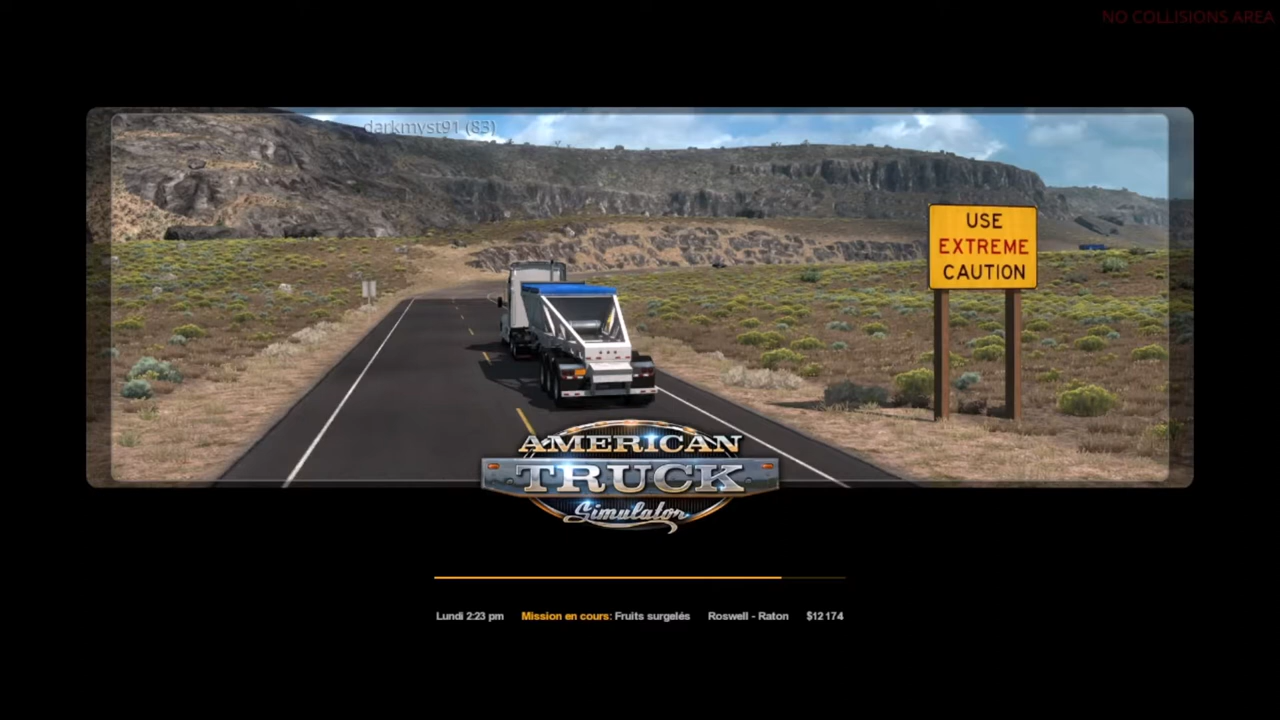 NO COLLISIONS AREA
darkmyst91 (83)
USE
EXTREME
CAUTION
AMERICAN
TRUCK
Simulator
Lundi 2:23 pm Mission en cours: Fruits surgelés Roswell - Raton $12 174